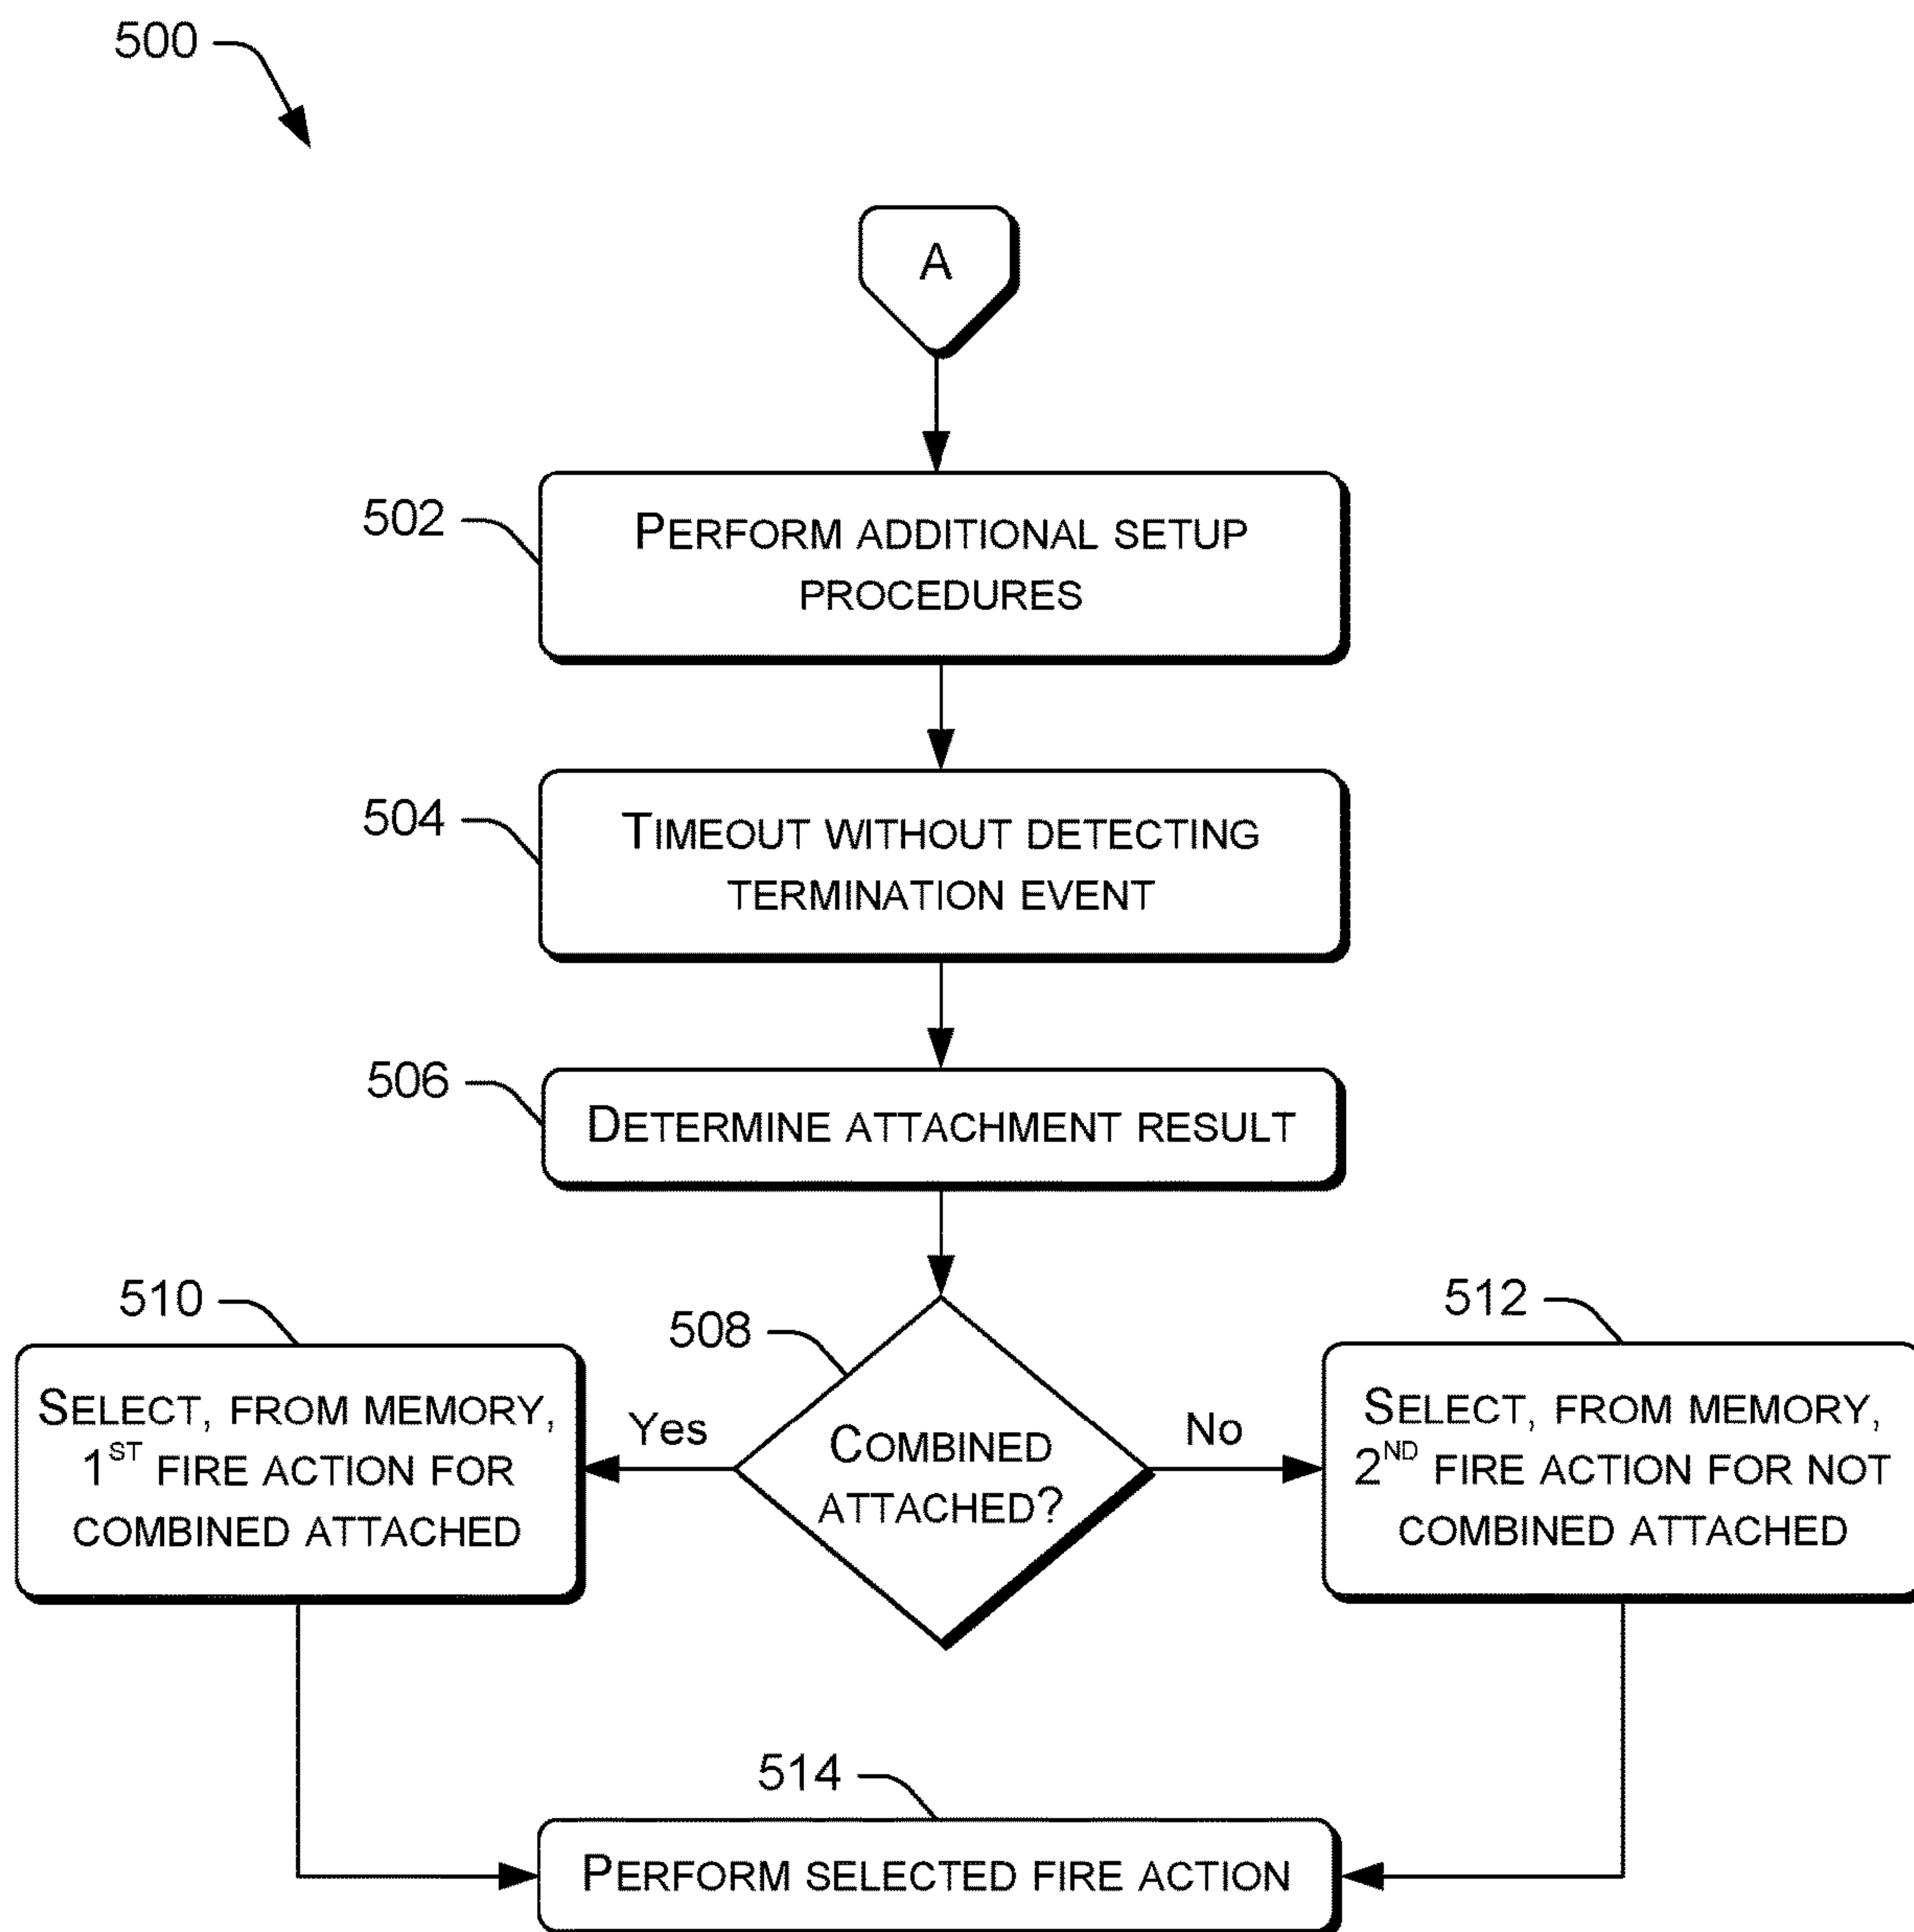 500
A
502
PERFORM ADDITIONAL SETUP
PROCEDURES
504
TIMEOUT WITHOUT DETECTING
TERMINATION EVENT
506
DETERMINE ATTACHMENT RESULT
508
COMBINED
ATTACHED?
Yes
No
510
SELECT, FROM MEMORY,
1ST FIRE ACTION FOR
COMBINED ATTACHED
512
SELECT, FROM MEMORY,
2ND FIRE ACTION FOR NOT
COMBINED ATTACHED
514
PERFORM SELECTED FIRE ACTION